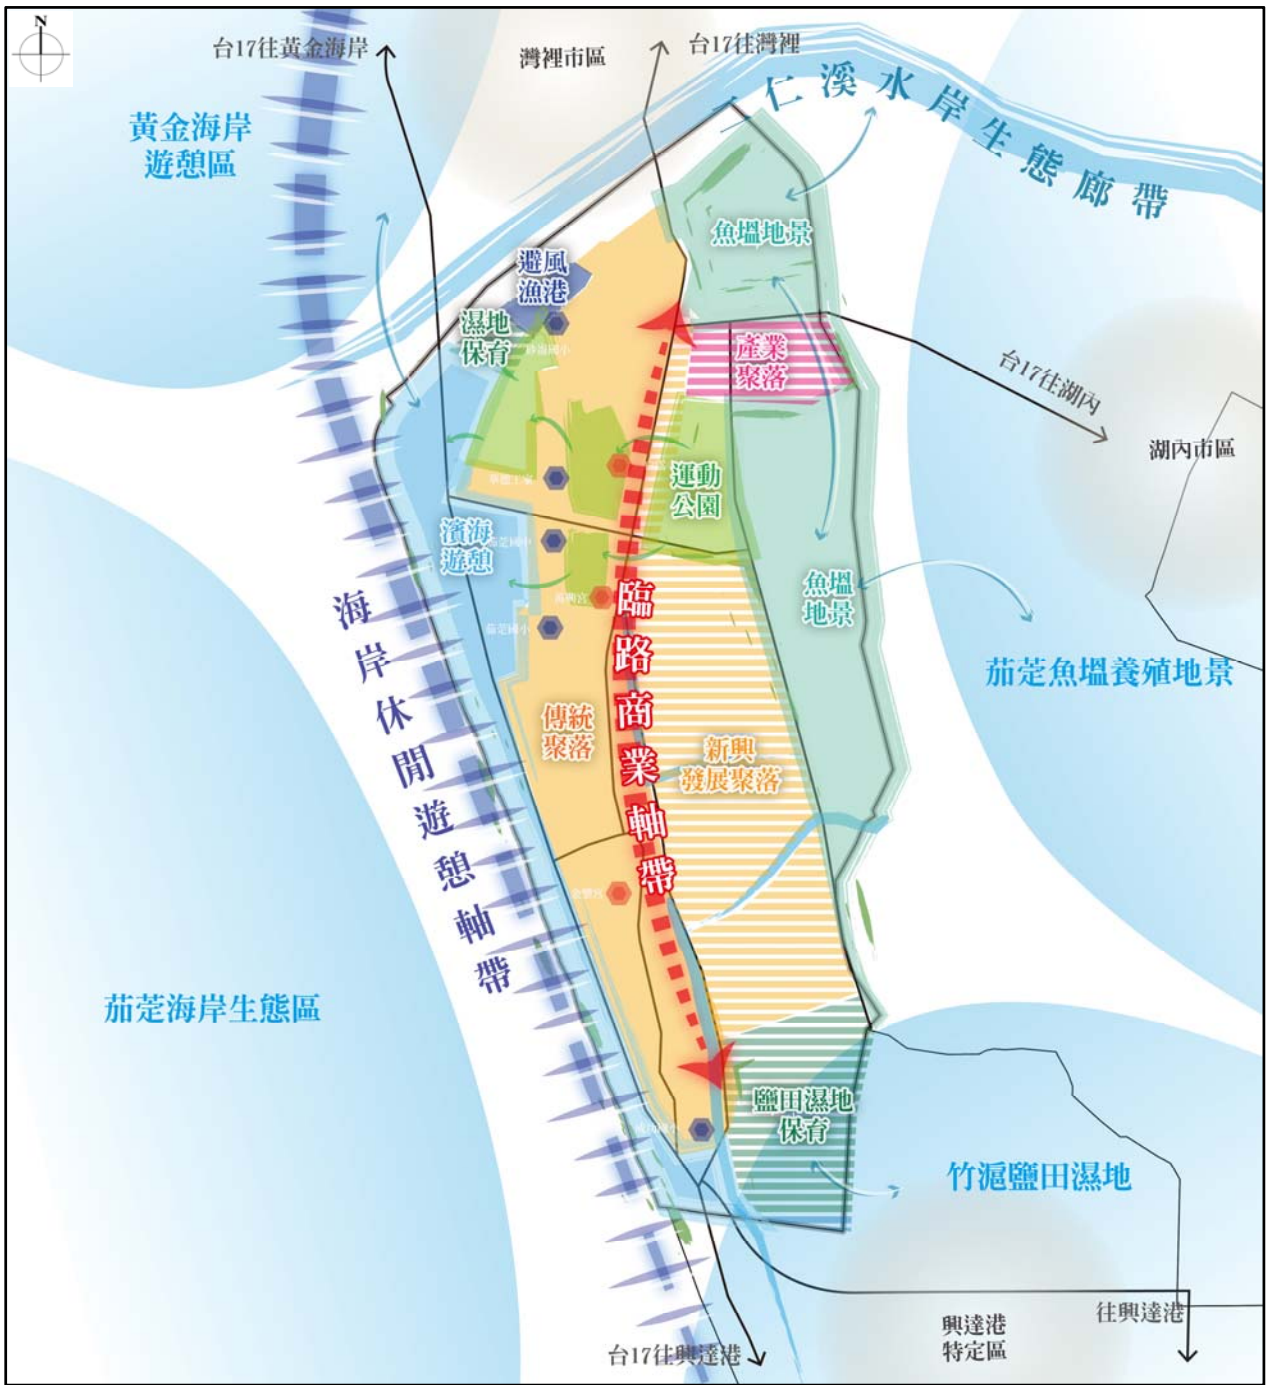 N
台17往黃金海岸
灣裡市區
台17往灣裡
二仁溪水岸生態廊帶
黃金海岸
遊憩區
魚塭地景
避風
漁港
濕地
保育
產業
聚落
台17往湖內
湖內市區
運動
公園
濱海
遊憩
魚塭
地景
茄萣國小
臨路商業軸帶
海岸休閒遊憩軸帶
茄萣魚塭養殖地景
傳統
聚落
新興
發展聚落
茄萣海岸生態區
鹽田濕地
保育
竹滬鹽田濕地
興達港
特定區
往興達港
台17往興達港